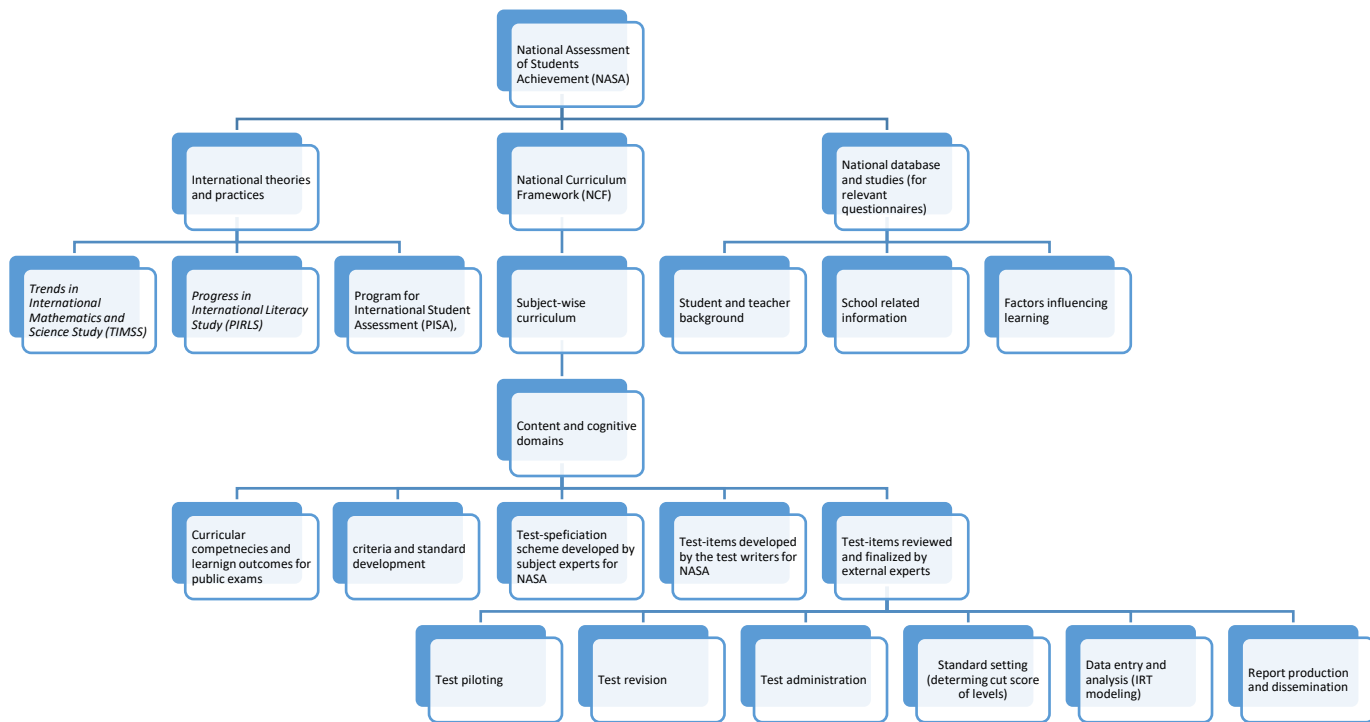 National Assessment
of Students
Achievement (NASA)
International theories
and practices
National Curriculum
Framework (NCF)
National database
and studies (for
relevant
questionnaires)
Trends in
International
Mathematics and
Science Study (TIMSS)
Progress in
International Literacy
Study (PIRLS)
Program for
International Student
Assessment (PISA),
Subject-wise
curriculum
Student and teacher
background
School related
information
Factors influencing
learning
Content and cognitive
domains
Curricular
competnecies and
learnign outcomes for
public exams
criteria and standard
development
Test-speficiation
scheme developed by
subject experts for
NASA
Test-items developed
by the test writers for
NASA
Test-items reviewed
and finalized by
external experts
Test piloting
Test revision
Test administration
Standard setting
(determining cut score
of levels)
Data entry and
analysis (IRT
modeling)
Report production
and dissemination